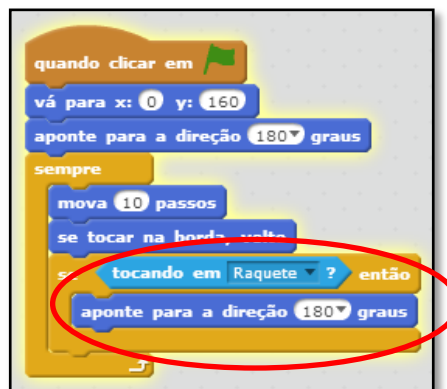 quando clicar em
vá para x: 0 y: 160
aponte para a direção 180 graus
sempre
mova 10 passos
se tocar na borda, volte
se tocando em Raquete ? então
aponte para a direção 180 graus